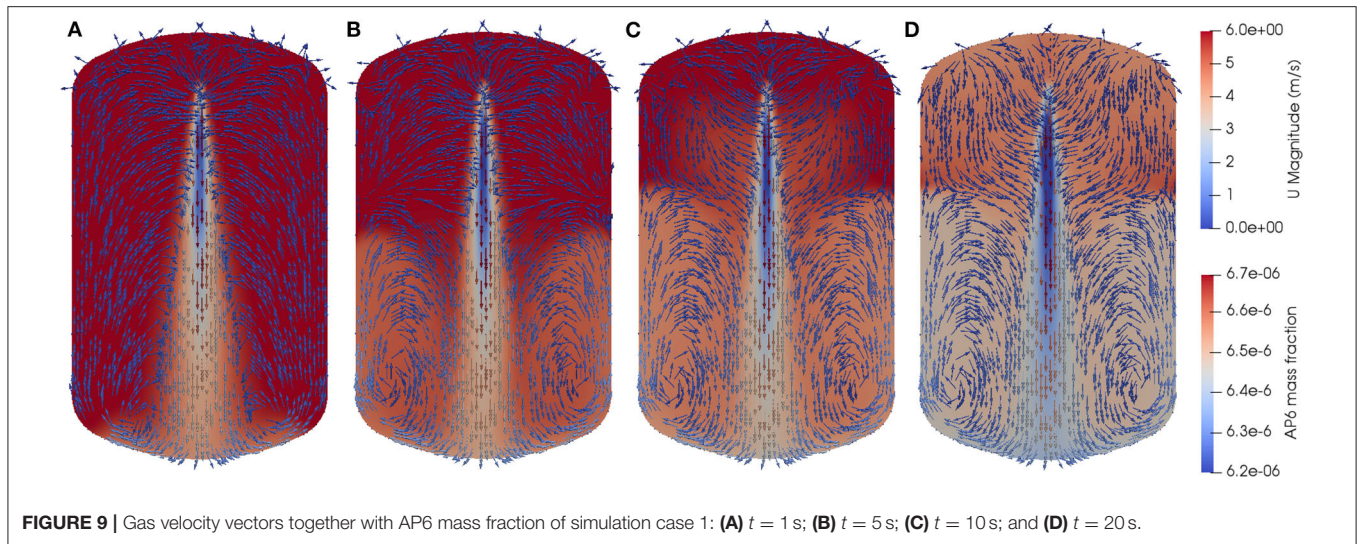 A
B
C
D
6.0e+00
5
4
3
2
1
0.0e+00
U Magnitude (m/s)
6.7e-06
6.6e-6
6.5e-6
6.4e-6
6.3e-6
6.2e-06
AP6 mass fraction
FIGURE 9 | Gas velocity vectors together with AP6 mass fraction of simulation case 1: (A) t = 1 s; (B) t = 5 s; (C) t = 10 s; and (D) t = 20 s.